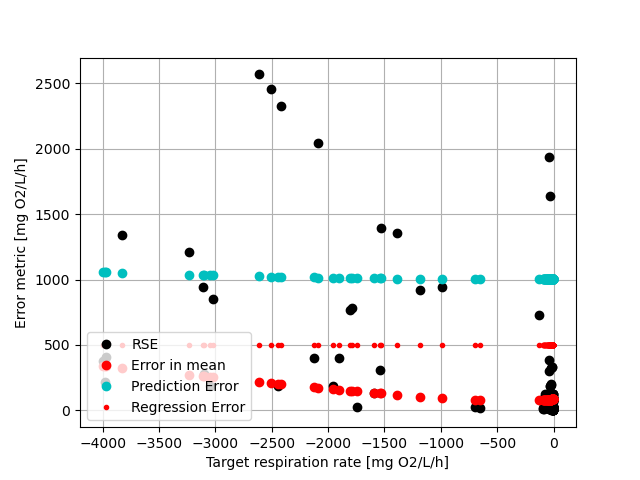 Error metric [mg O2/L/h]
2500
2000
1500
1000
500
0
RSE
Error in mean
Prediction Error
Regression Error
−4000 −3500 −3000 −2500 −2000 −1500 −1000 −500 0
Target respiration rate [mg O2/L/h]